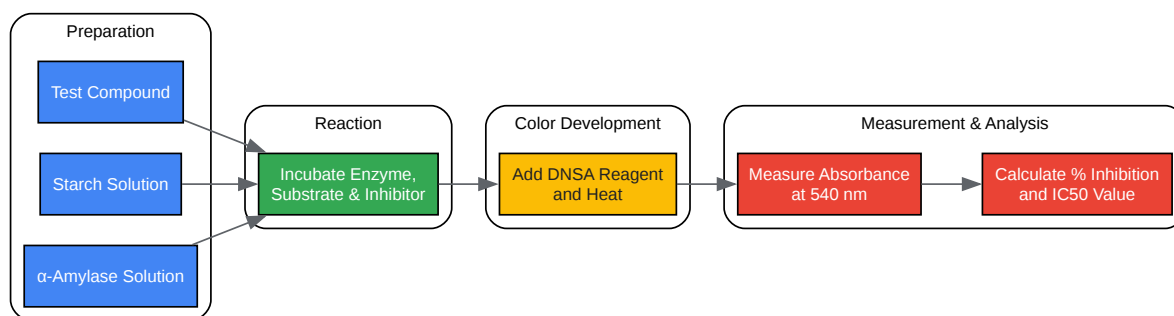 Preparation
Test Compound
Starch Solution
α-Amylase Solution
Reaction
Incubate Enzyme,
Substrate & Inhibitor
Color Development
Add DNSA Reagent
and Heat
Measurement & Analysis
Measure Absorbance
at 540 nm
Calculate % Inhibition
and IC50 Value